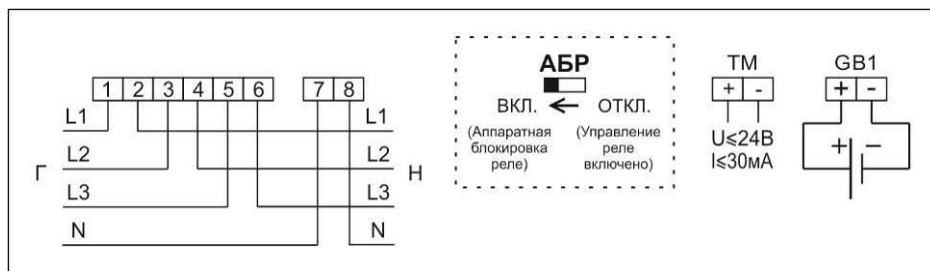 1 2 3 4 5 6 7 8
L1 L1
L2 L2
Г Н
L3 L3
N N
АБР
ВКЛ. ОТКЛ.
(Аппаратная
блокировка
реле)
(Управление
реле
включено)
TM
+ -
U≤24В
I≤30мА
GB1
+ -
+ -